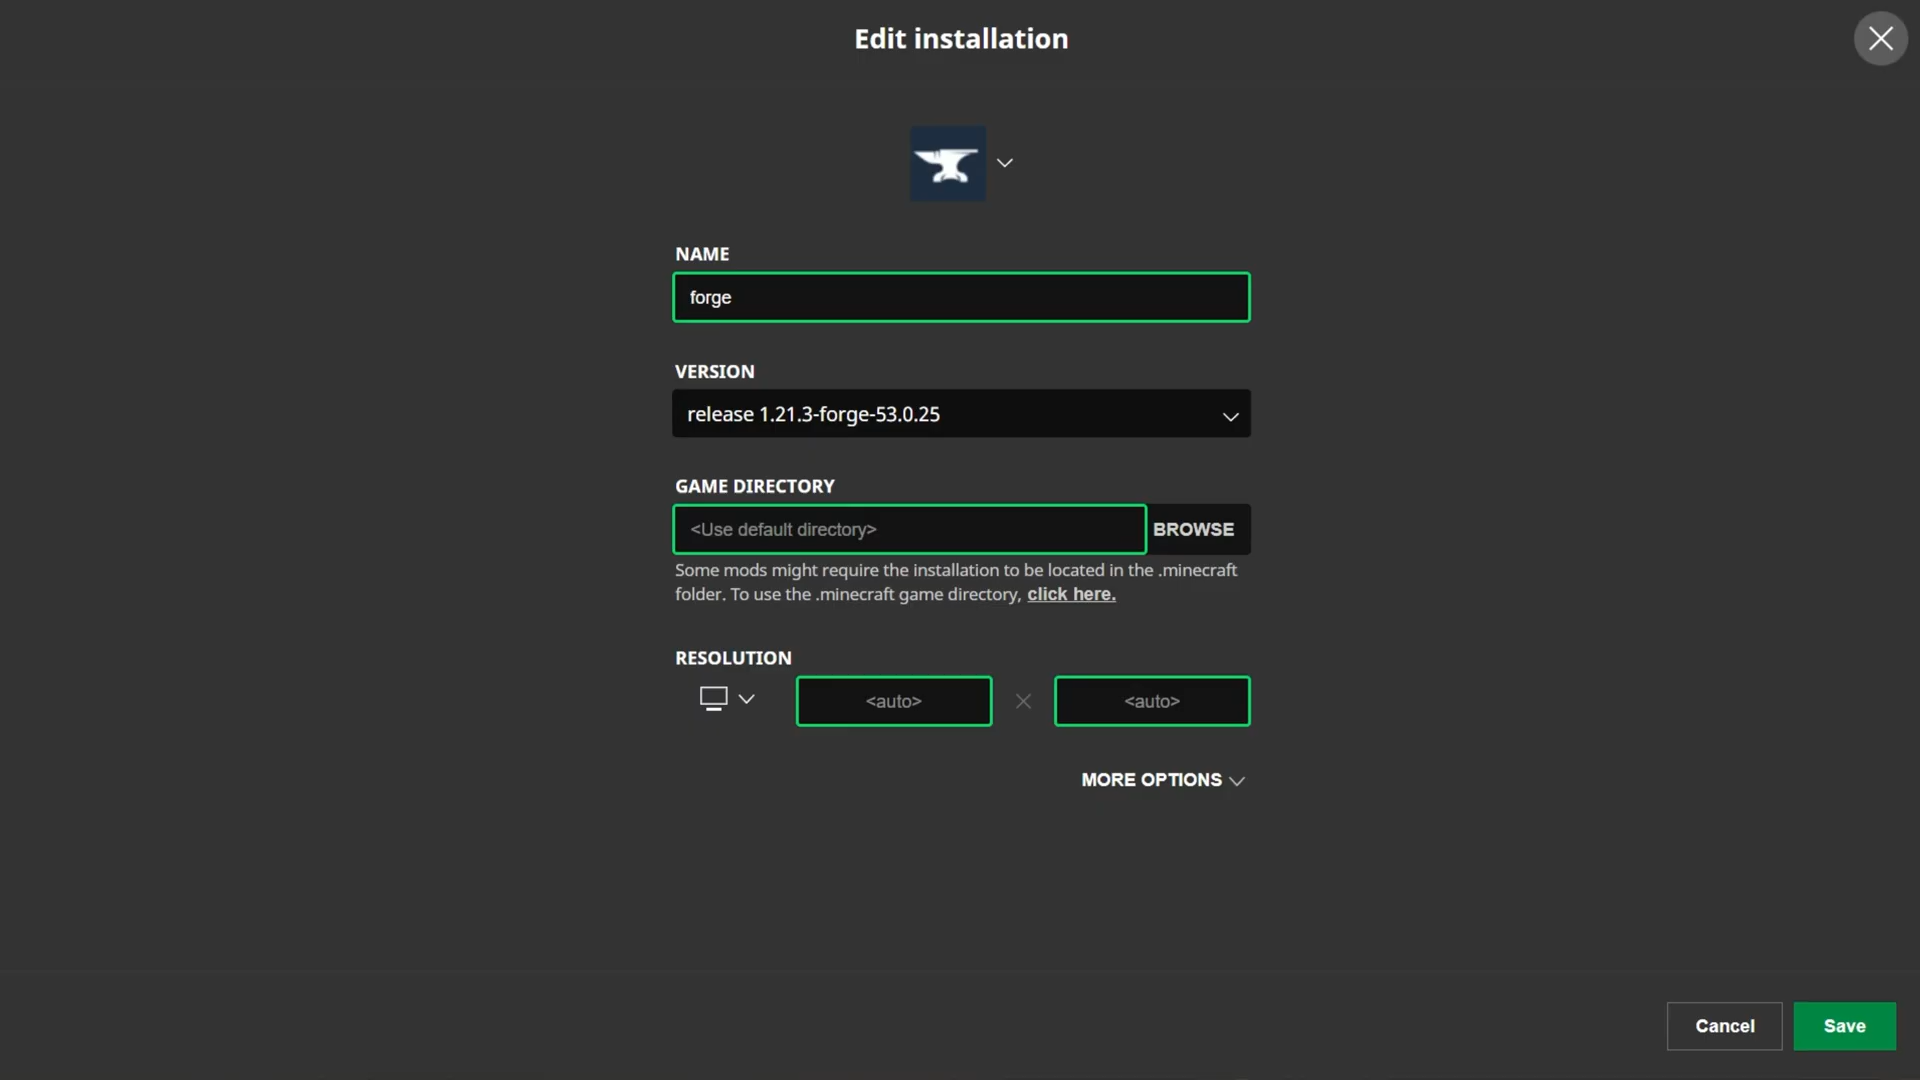 Edit installation
NAME
forge
VERSION
release 1.21.3-forge-53.0.25
GAME DIRECTORY
<Use default directory>
BROWSE
Some mods might require the installation to be located in the .minecraft
folder. To use the .minecraft game directory, click here.
RESOLUTION
<auto>
<auto>
MORE OPTIONS
Cancel
Save